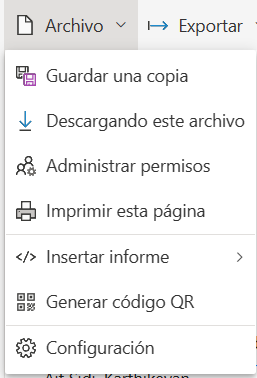 Archivo Exportar
Guardar una copia
Descargando este archivo
Administrar permisos
Imprimir esta página
Insertar informe
Generar código QR
Configuración